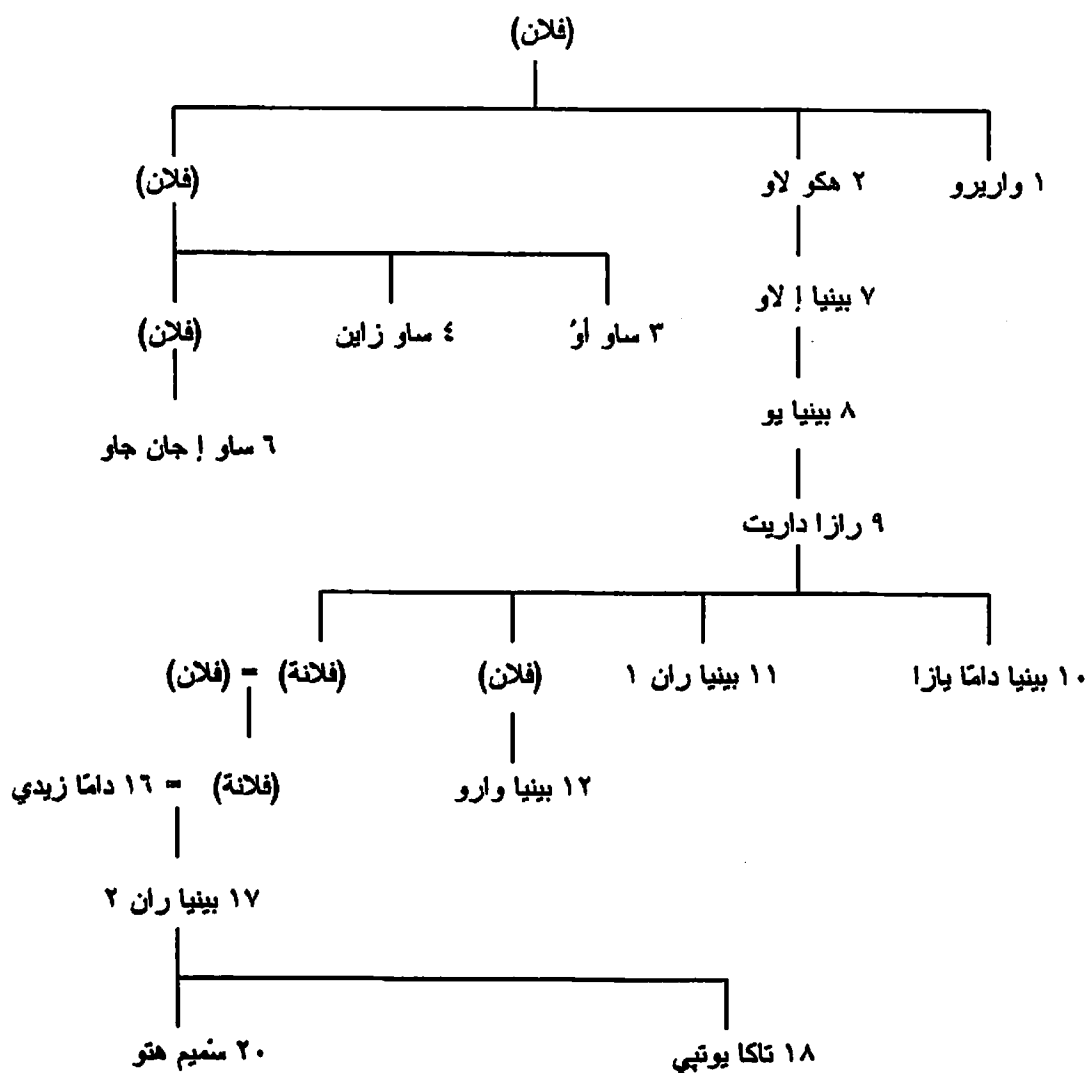 (فلان)
١ واريرو ٢ هكو لاو (فلان)
٧ بينيا إ لاو
٣ ساو أوُ ٤ ساو زاين (فلان)
٨ بينيا يو
٦ ساو إ جان جاو
٩ رازا داريت
١٠ بينيا دامّا يازا ١١ بينيا ران ١ (فلان) (فلانة) = (فلان)
١٢ بينيا وارو (فلانة) = ١٦ دامّا زيدي
١٧ بينيا ران ٢
١٨ تاكا يوتبي ٢٠ سْميم هتو